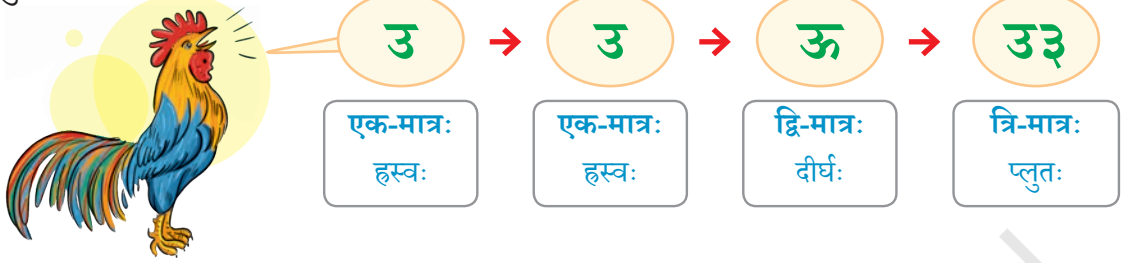 उ → उ → ऊ → उ३
एक-मात्रः एक-मात्रः द्वि-मात्रः त्रि-मात्रः
ह्रस्वः ह्रस्वः दीर्घः प्लुतः